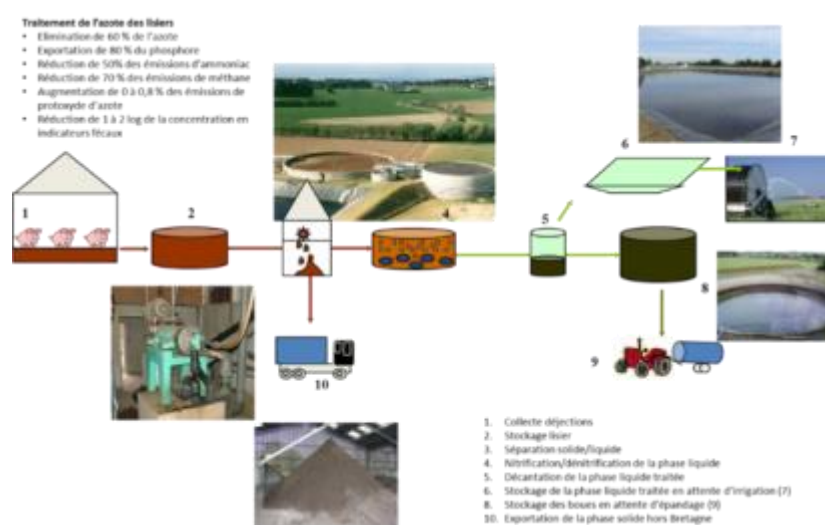 Traitement de l'azote des lisiers
• Elimination de 60 % de l'azote
• Exportation de 80 % du phosphore
• Réduction de 50% des émissions d'ammoniac
• Réduction de 70 % des émissions de méthane
• Augmentation de 0 à 0,8 % des émissions de
protoxyde d'azote
• Réduction de 1 à 2 log de la concentration en
indicateurs fécaux
6
7
1
2
4
5
8
9
10
1. Collecte déjections
2. Stockage lisier
3. Séparation solide/liquide
4. Nitrification/dénitrification de la phase liquide
5. Décantation de la phase liquide traitée
6. Stockage de la phase liquide traitée en attente d'irrigation (7)
8. Stockage des boues en attente d'épandage (9)
10. Exportation de la phase solide hors Bretagne